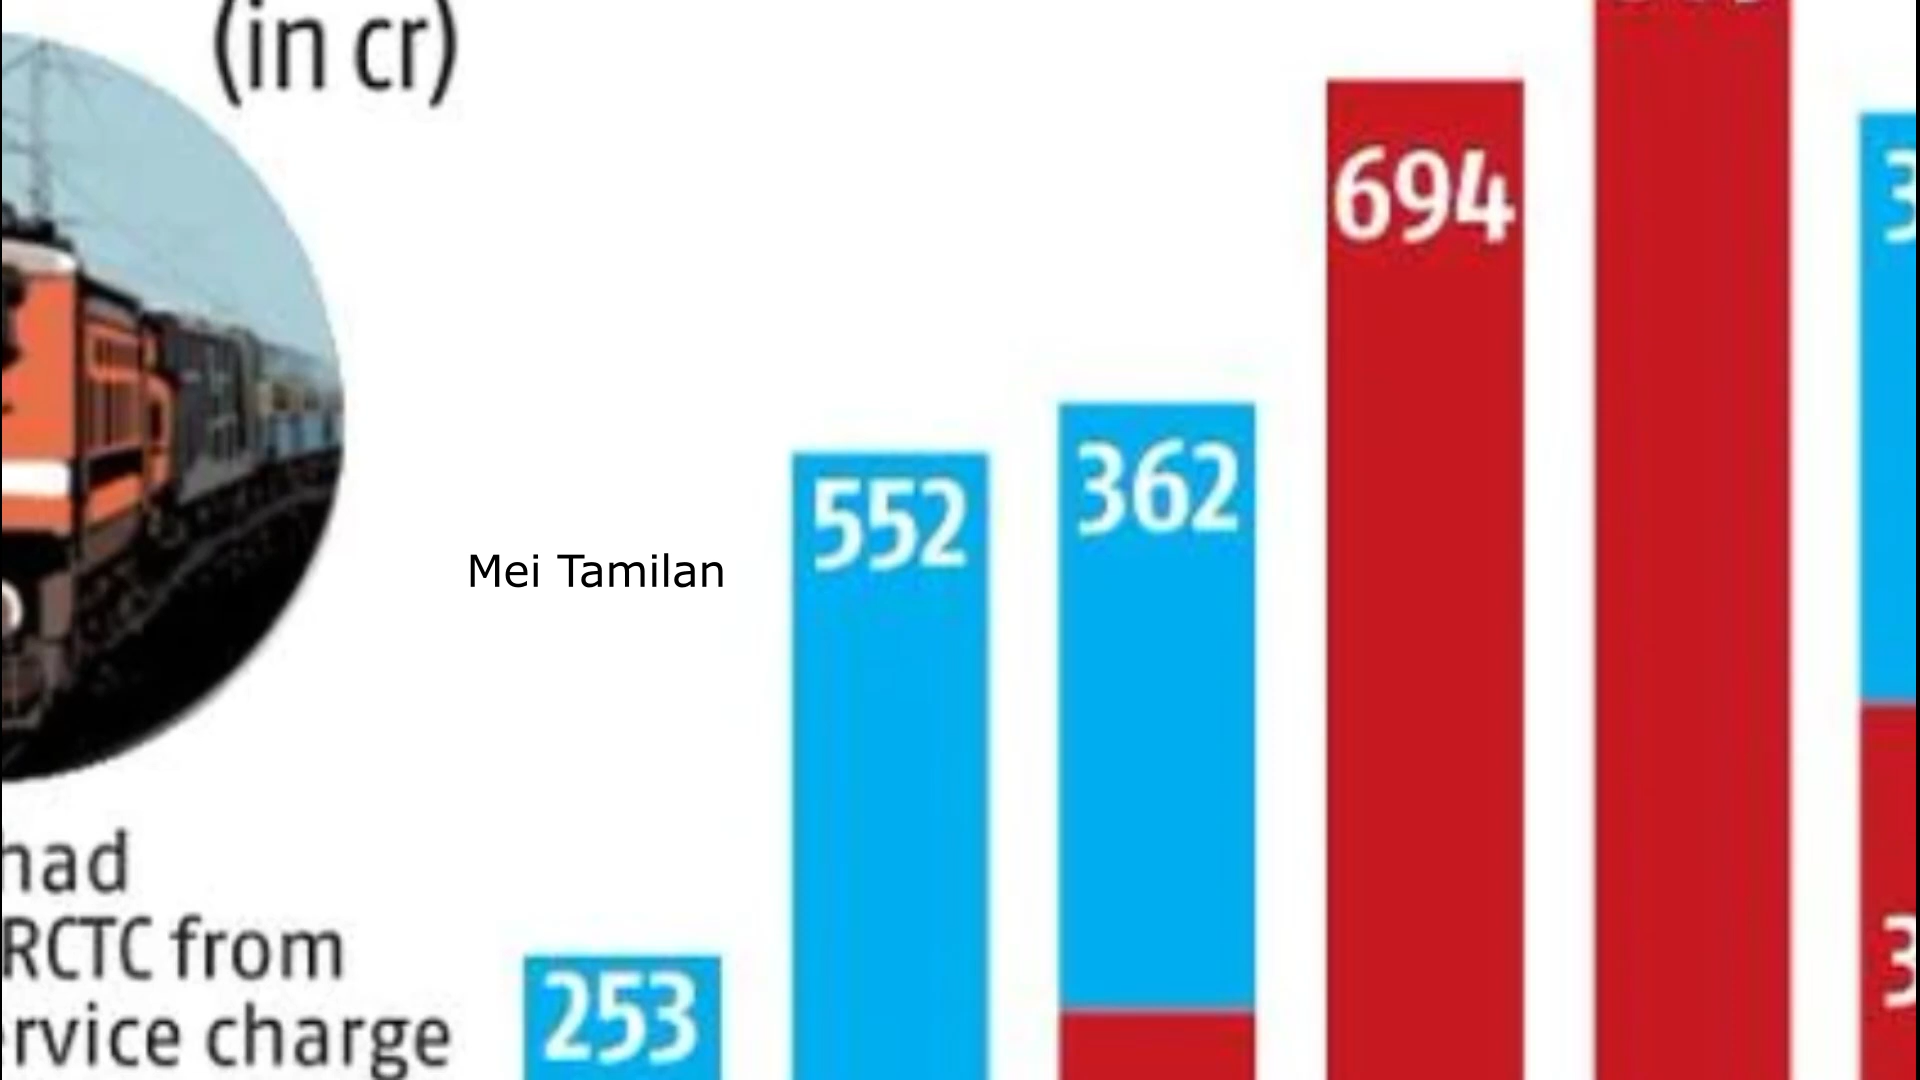 (in cr)
694
552
362
Mei Tamilan
had
RCTC from
rvice charge
253